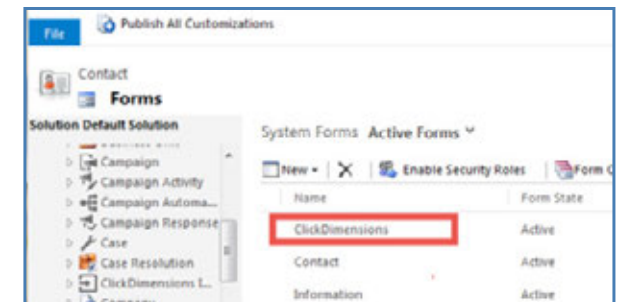 File
Publish All Customizations
Contact
Forms
Solution Default Solution
System Forms Active Forms
Campaign
Campaign Activity
Campaign Automa...
Campaign Response
Case
Case Resolution
ClickDimensions I...
New
Enable Security Roles
Form
Name
Form State
ClickDimensions
Active
Contact
Active
Information
Active